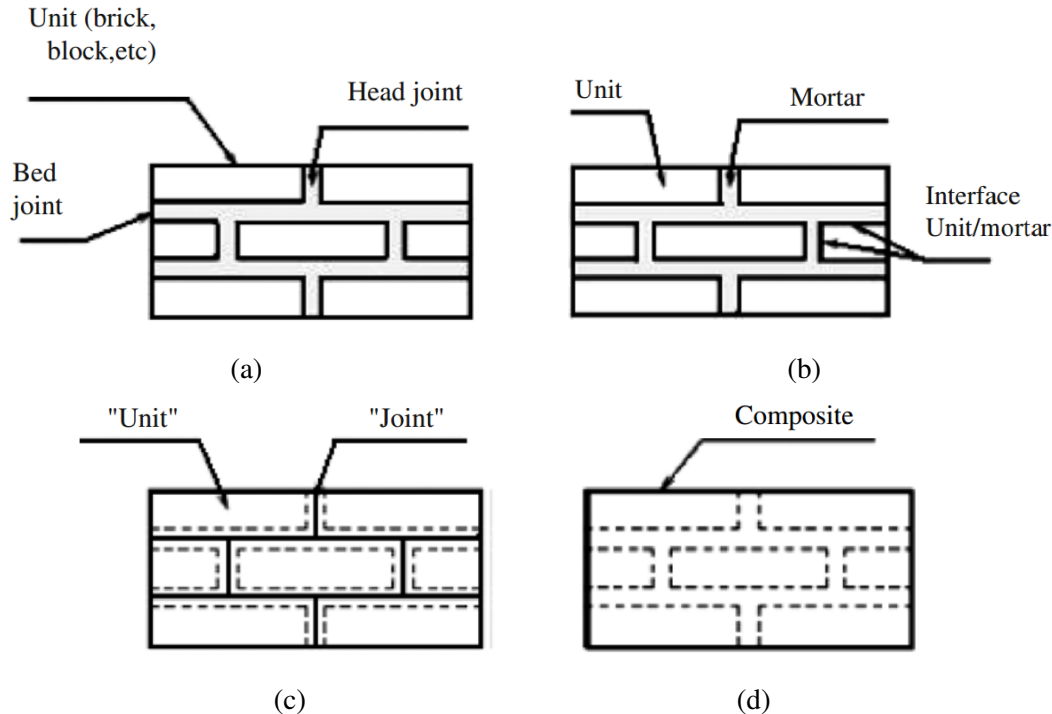 Unit (brick,
block,etc)
Head joint
Bed
joint
(a)
Unit
Mortar
Interface
Unit/mortar
(b)
"Unit"
"Joint"
(c)
Composite
(d)